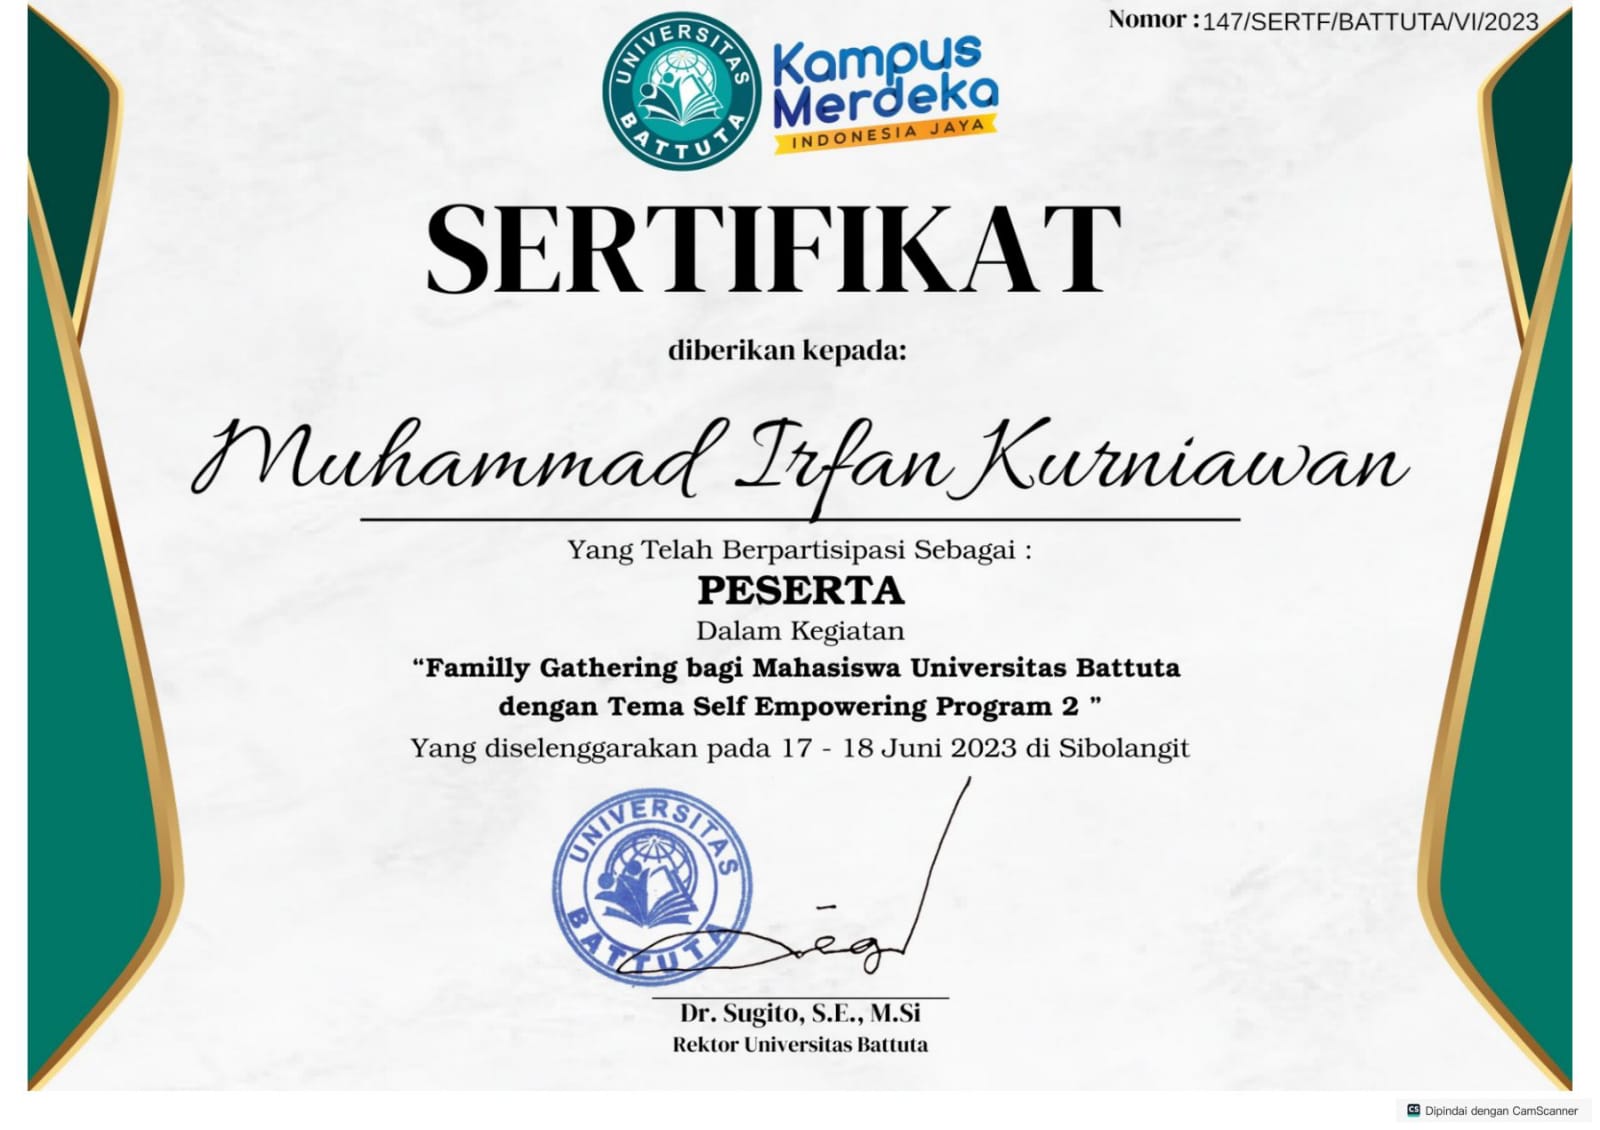 Nomor : 147/SERTF/BATTUTA/VI/2023
UNIVERSITAS BATTUTA
Kampus
Merdeka
INDONESIA JAYA
SERTIFIKAT
diberikan kepada:
Muhammad Irfan Kurniawan
Yang Telah Berpartisipasi Sebagai :
PESERTA
Dalam Kegiatan
“Familly Gathering bagi Mahasiswa Universitas Battuta
dengan Tema Self Empowering Program 2 ”
Yang diselenggarakan pada 17 - 18 Juni 2023 di Sibolangit
UNIVERSITAS BATTUTA
Dr. Sugito, S.E., M.Si
Rektor Universitas Battuta
CS Dipindai dengan CamScanner